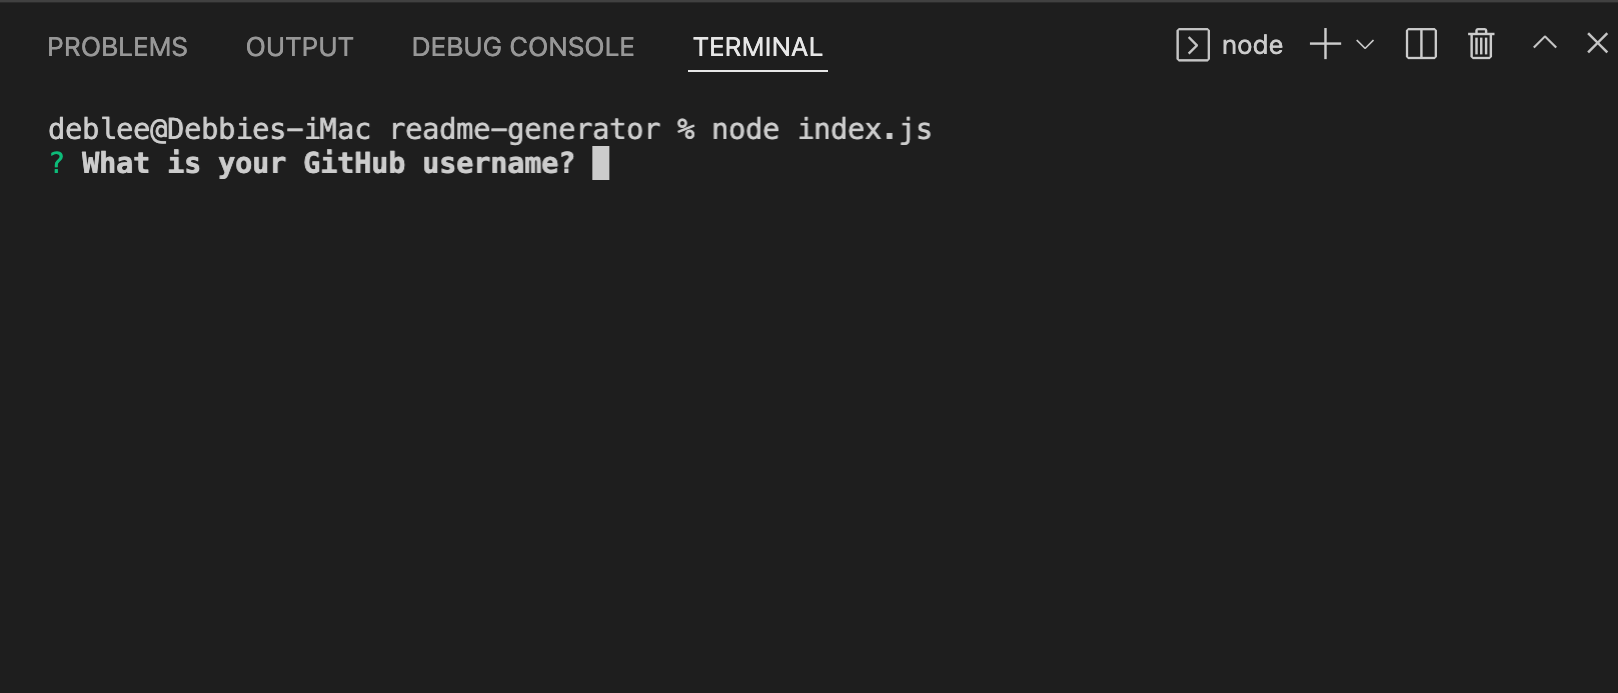 PROBLEMS OUTPUT DEBUG CONSOLE TERMINAL node
deblee@Debbies-iMac readme-generator % node index.js
? What is your GitHub username?